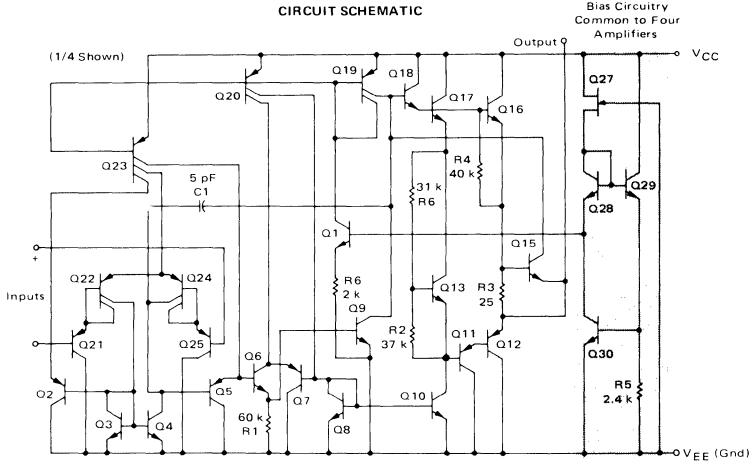 CIRCUIT SCHEMATIC
Bias Circuitry
Common to Four
Amplifiers
(1/4 Shown)
Output
VCC
Q19
Q18
Q27
Q20
Q17
Q16
Q23
R4
40 k
5 pF
C1
31 k
R6
Q28
Q29
Q1
+
Q15
Q22
Q24
R6
2 k
Q13
R3
25
Inputs
Q9
R2
37 k
Q11
Q12
Q21
Q25
Q30
Q6
Q2
Q5
Q7
Q10
R5
2.4 k
Q3
Q4
60 k
R1
Q8
VEE (Gnd)